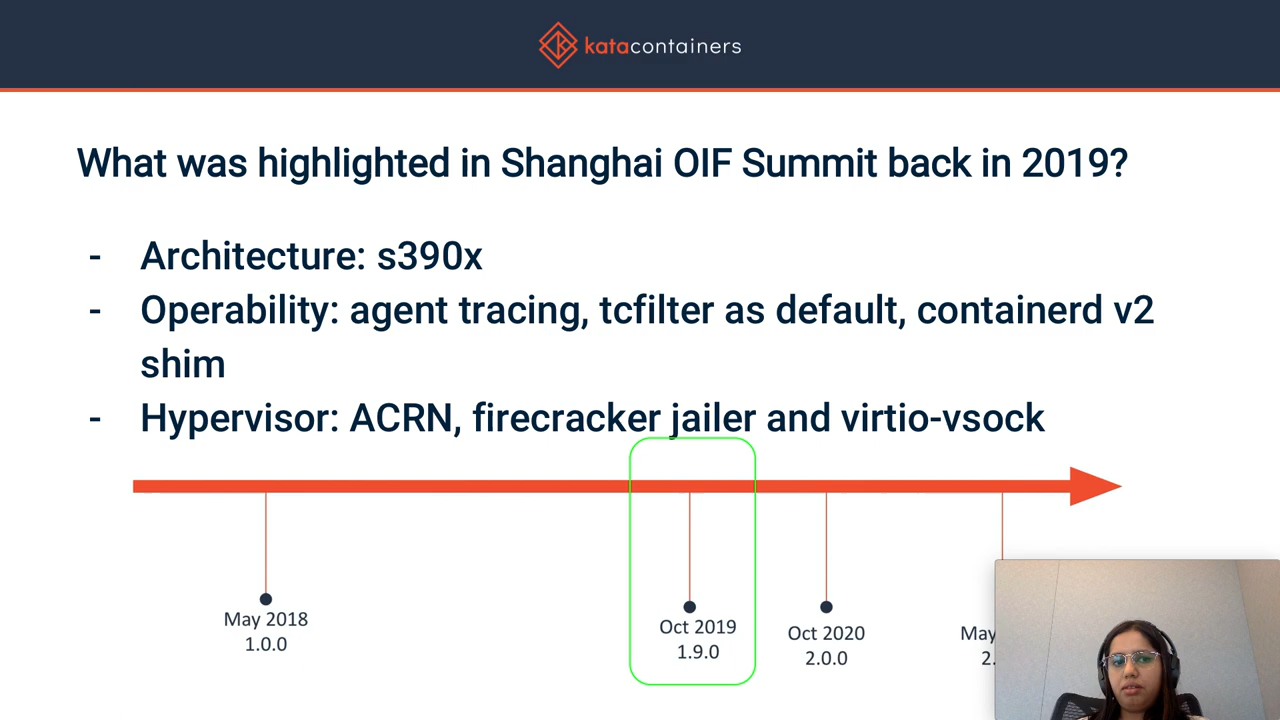 katacontainers
What was highlighted in Shanghai OIF Summit back in 2019?
- Architecture: s390x
- Operability: agent tracing, tcfilter as default, containerd v2
shim
- Hypervisor: ACRN, firecracker jailer and virtio-vsock
May 2018
1.0.0
Oct 2019
1.9.0
Oct 2020
2.0.0
May
2.